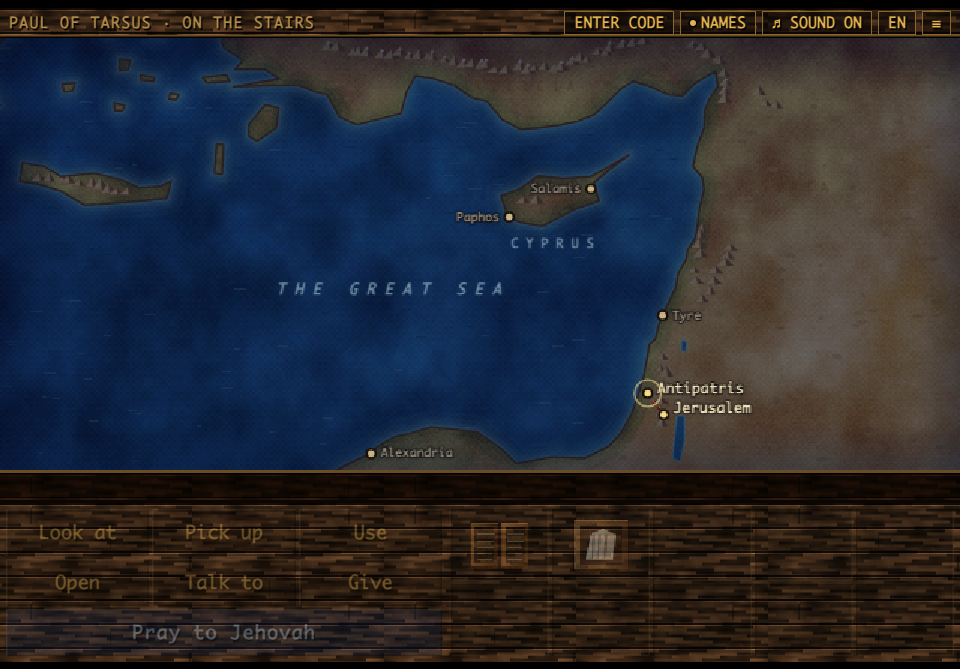 PAUL OF TARSUS · ON THE STAIRS
ENTER CODE
• NAMES
♬ SOUND ON
EN
≡
Salamis
Paphos
CYPRUS
THE GREAT SEA
Tyre
Antipatris
Jerusalem
Alexandria
Look at
Pick up
Use
Open
Talk to
Give
Pray to Jehovah